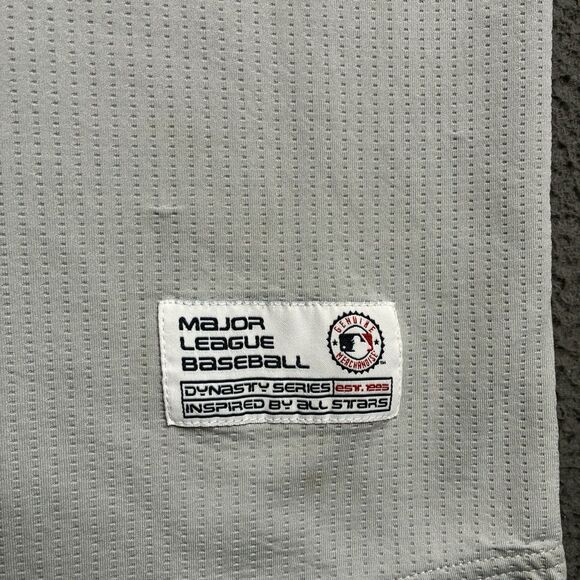 Major
League
Baseball
GENUINE
MERCHANDISE
Dynasty Series est. 1995
Inspired by All Stars